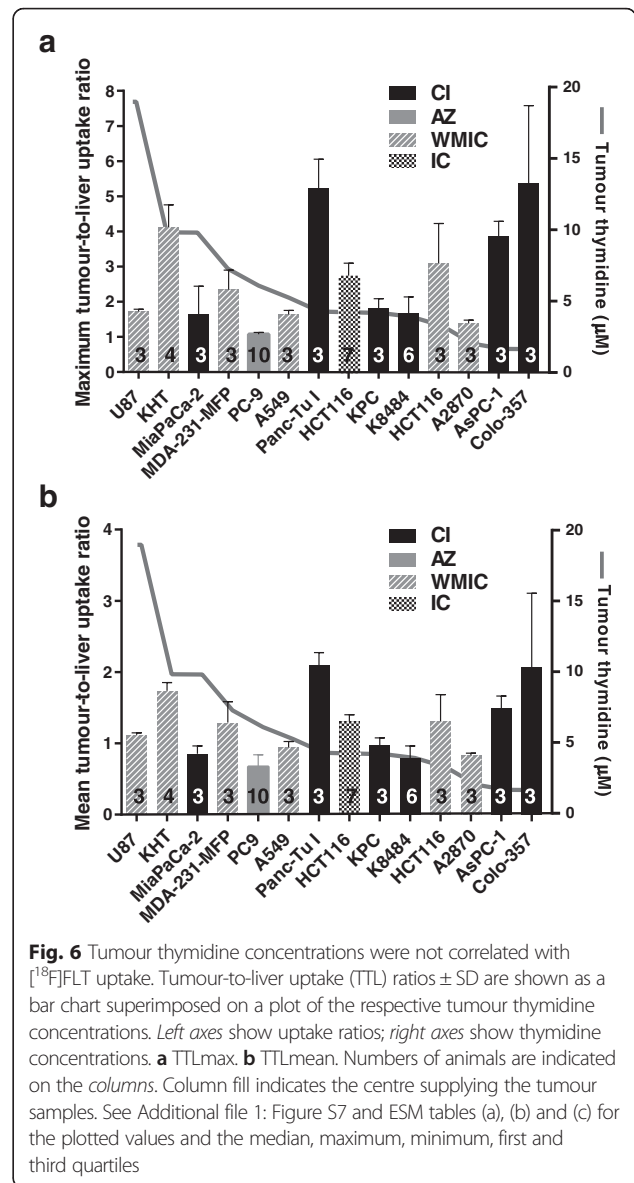 a
Maximum tumour-to-liver uptake ratio
8
7
6
5
4
3
2
1
0
CI
AZ
WMIC
IC
20
15
10
5
0
Tumour thymidine (µM)
3 4 3 3 10 3 3 7 3 6 3 3 3 3
U87
KHT
MiaPaCa-2
MDA-231-MFP
PC-9
A549
Panc-Tu I
HCT116
KPC
K8484
HCT116
A2870
AsPC-1
Colo-357
b
Mean tumour-to-liver uptake ratio
4
3
2
1
0
CI
AZ
WMIC
IC
20
15
10
5
0
Tumour thymidine (µM)
3 4 3 3 10 3 3 7 3 6 3 3 3 3
U87
KHT
MiaPaCa-2
MDA-231-MFP
PC9
A549
Panc-Tu I
HCT116
KPC
K8484
HCT116
A2870
AsPC-1
Colo-357
Fig. 6 Tumour thymidine concentrations were not correlated with
[¹⁸F]FLT uptake. Tumour-to-liver uptake (TTL) ratios ± SD are shown as a
bar chart superimposed on a plot of the respective tumour thymidine
concentrations. Left axes show uptake ratios; right axes show thymidine
concentrations. a TTLmax. b TTLmean. Numbers of animals are indicated
on the columns. Column fill indicates the centre supplying the tumour
samples. See Additional file 1: Figure S7 and ESM tables (a), (b) and (c) for
the plotted values and the median, maximum, minimum, first and
third quartiles